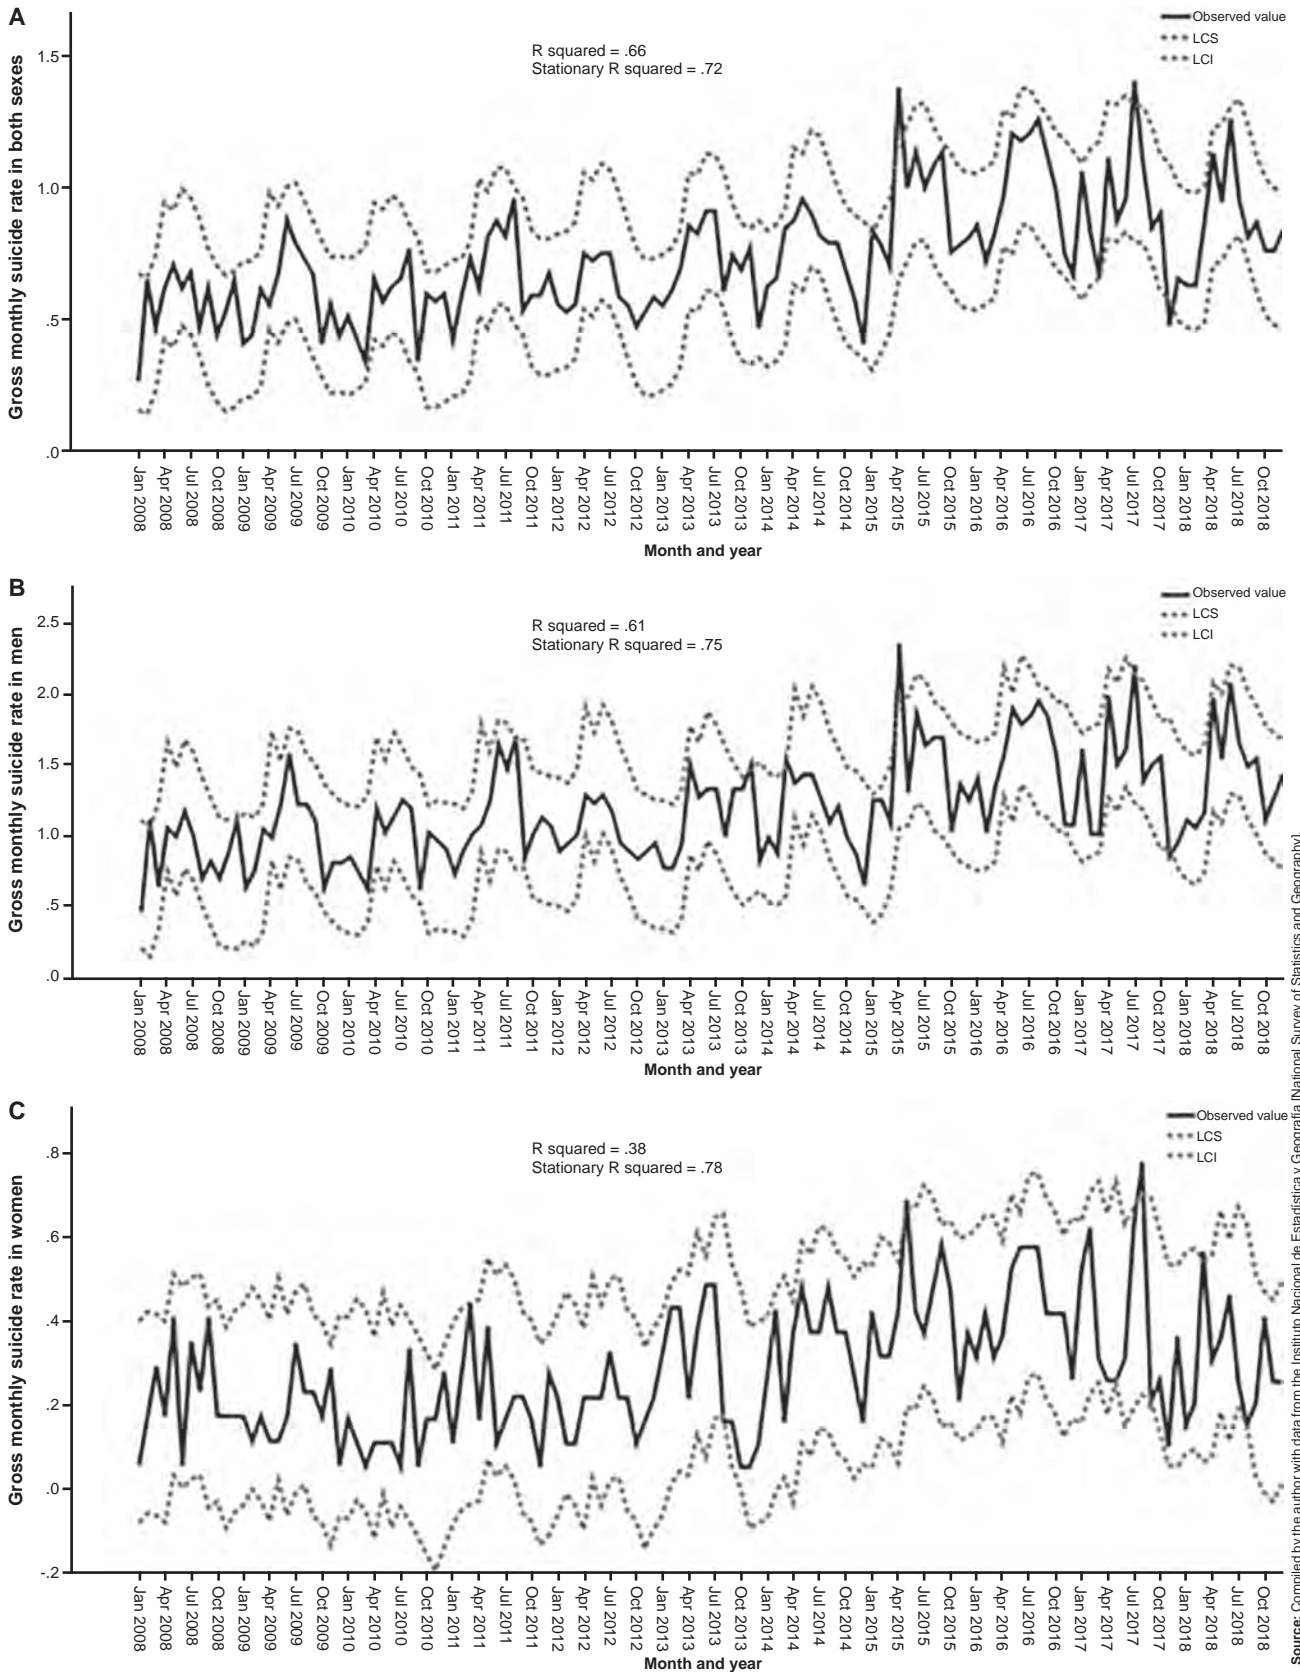 A
Observed value
LCS
LCI
R squared = .66
Stationary R squared = .72
Gross monthly suicide rate in both sexes
1.5
1.0
.5
.0
Jan 2008
Apr 2008
Jul 2008
Oct 2008
Jan 2009
Apr 2009
Jul 2009
Oct 2009
Jan 2010
Apr 2010
Jul 2010
Oct 2010
Jan 2011
Apr 2011
Jul 2011
Oct 2011
Jan 2012
Apr 2012
Jul 2012
Oct 2012
Jan 2013
Apr 2013
Jul 2013
Oct 2013
Jan 2014
Apr 2014
Jul 2014
Oct 2014
Jan 2015
Apr 2015
Jul 2015
Oct 2015
Jan 2016
Apr 2016
Jul 2016
Oct 2016
Jan 2017
Apr 2017
Jul 2017
Oct 2017
Jan 2018
Apr 2018
Jul 2018
Oct 2018
Month and year
B
Observed value
LCS
LCI
R squared = .61
Stationary R squared = .75
Gross monthly suicide rate in men
2.5
2.0
1.5
1.0
.5
.0
Jan 2008
Apr 2008
Jul 2008
Oct 2008
Jan 2009
Apr 2009
Jul 2009
Oct 2009
Jan 2010
Apr 2010
Jul 2010
Oct 2010
Jan 2011
Apr 2011
Jul 2011
Oct 2011
Jan 2012
Apr 2012
Jul 2012
Oct 2012
Jan 2013
Apr 2013
Jul 2013
Oct 2013
Jan 2014
Apr 2014
Jul 2014
Oct 2014
Jan 2015
Apr 2015
Jul 2015
Oct 2015
Jan 2016
Apr 2016
Jul 2016
Oct 2016
Jan 2017
Apr 2017
Jul 2017
Oct 2017
Jan 2018
Apr 2018
Jul 2018
Oct 2018
Month and year
C
Observed value
LCS
LCI
R squared = .38
Stationary R squared = .78
Gross monthly suicide rate in women
.8
.6
.4
.2
.0
-.2
Jan 2008
Apr 2008
Jul 2008
Oct 2008
Jan 2009
Apr 2009
Jul 2009
Oct 2009
Jan 2010
Apr 2010
Jul 2010
Oct 2010
Jan 2011
Apr 2011
Jul 2011
Oct 2011
Jan 2012
Apr 2012
Jul 2012
Oct 2012
Jan 2013
Apr 2013
Jul 2013
Oct 2013
Jan 2014
Apr 2014
Jul 2014
Oct 2014
Jan 2015
Apr 2015
Jul 2015
Oct 2015
Jan 2016
Apr 2016
Jul 2016
Oct 2016
Jan 2017
Apr 2017
Jul 2017
Oct 2017
Jan 2018
Apr 2018
Jul 2018
Oct 2018
Month and year
Source: Compiled by the author with data from the Instituto Nacional de Estadistica y Geografia [National Survey of Statistics and Geography].